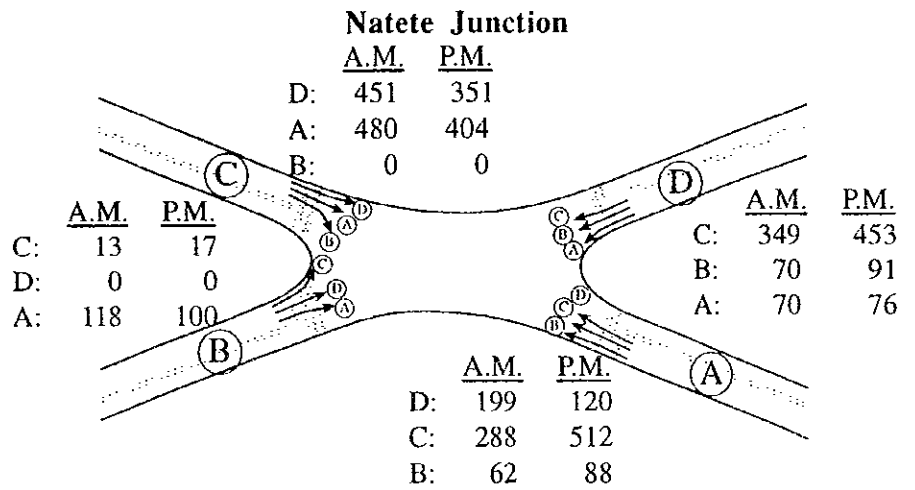 Natete Junction
A.M. P.M.
D: 451 351
A: 480 404
B: 0 0
C
D
A.M. P.M.
C: 13 17
D: 0 0
A: 118 100
D
A
B
C
D
A
C
B
A
D
C
B
A.M. P.M.
C: 349 453
B: 70 91
A: 70 76
B
A
A.M. P.M.
D: 199 120
C: 288 512
B: 62 88